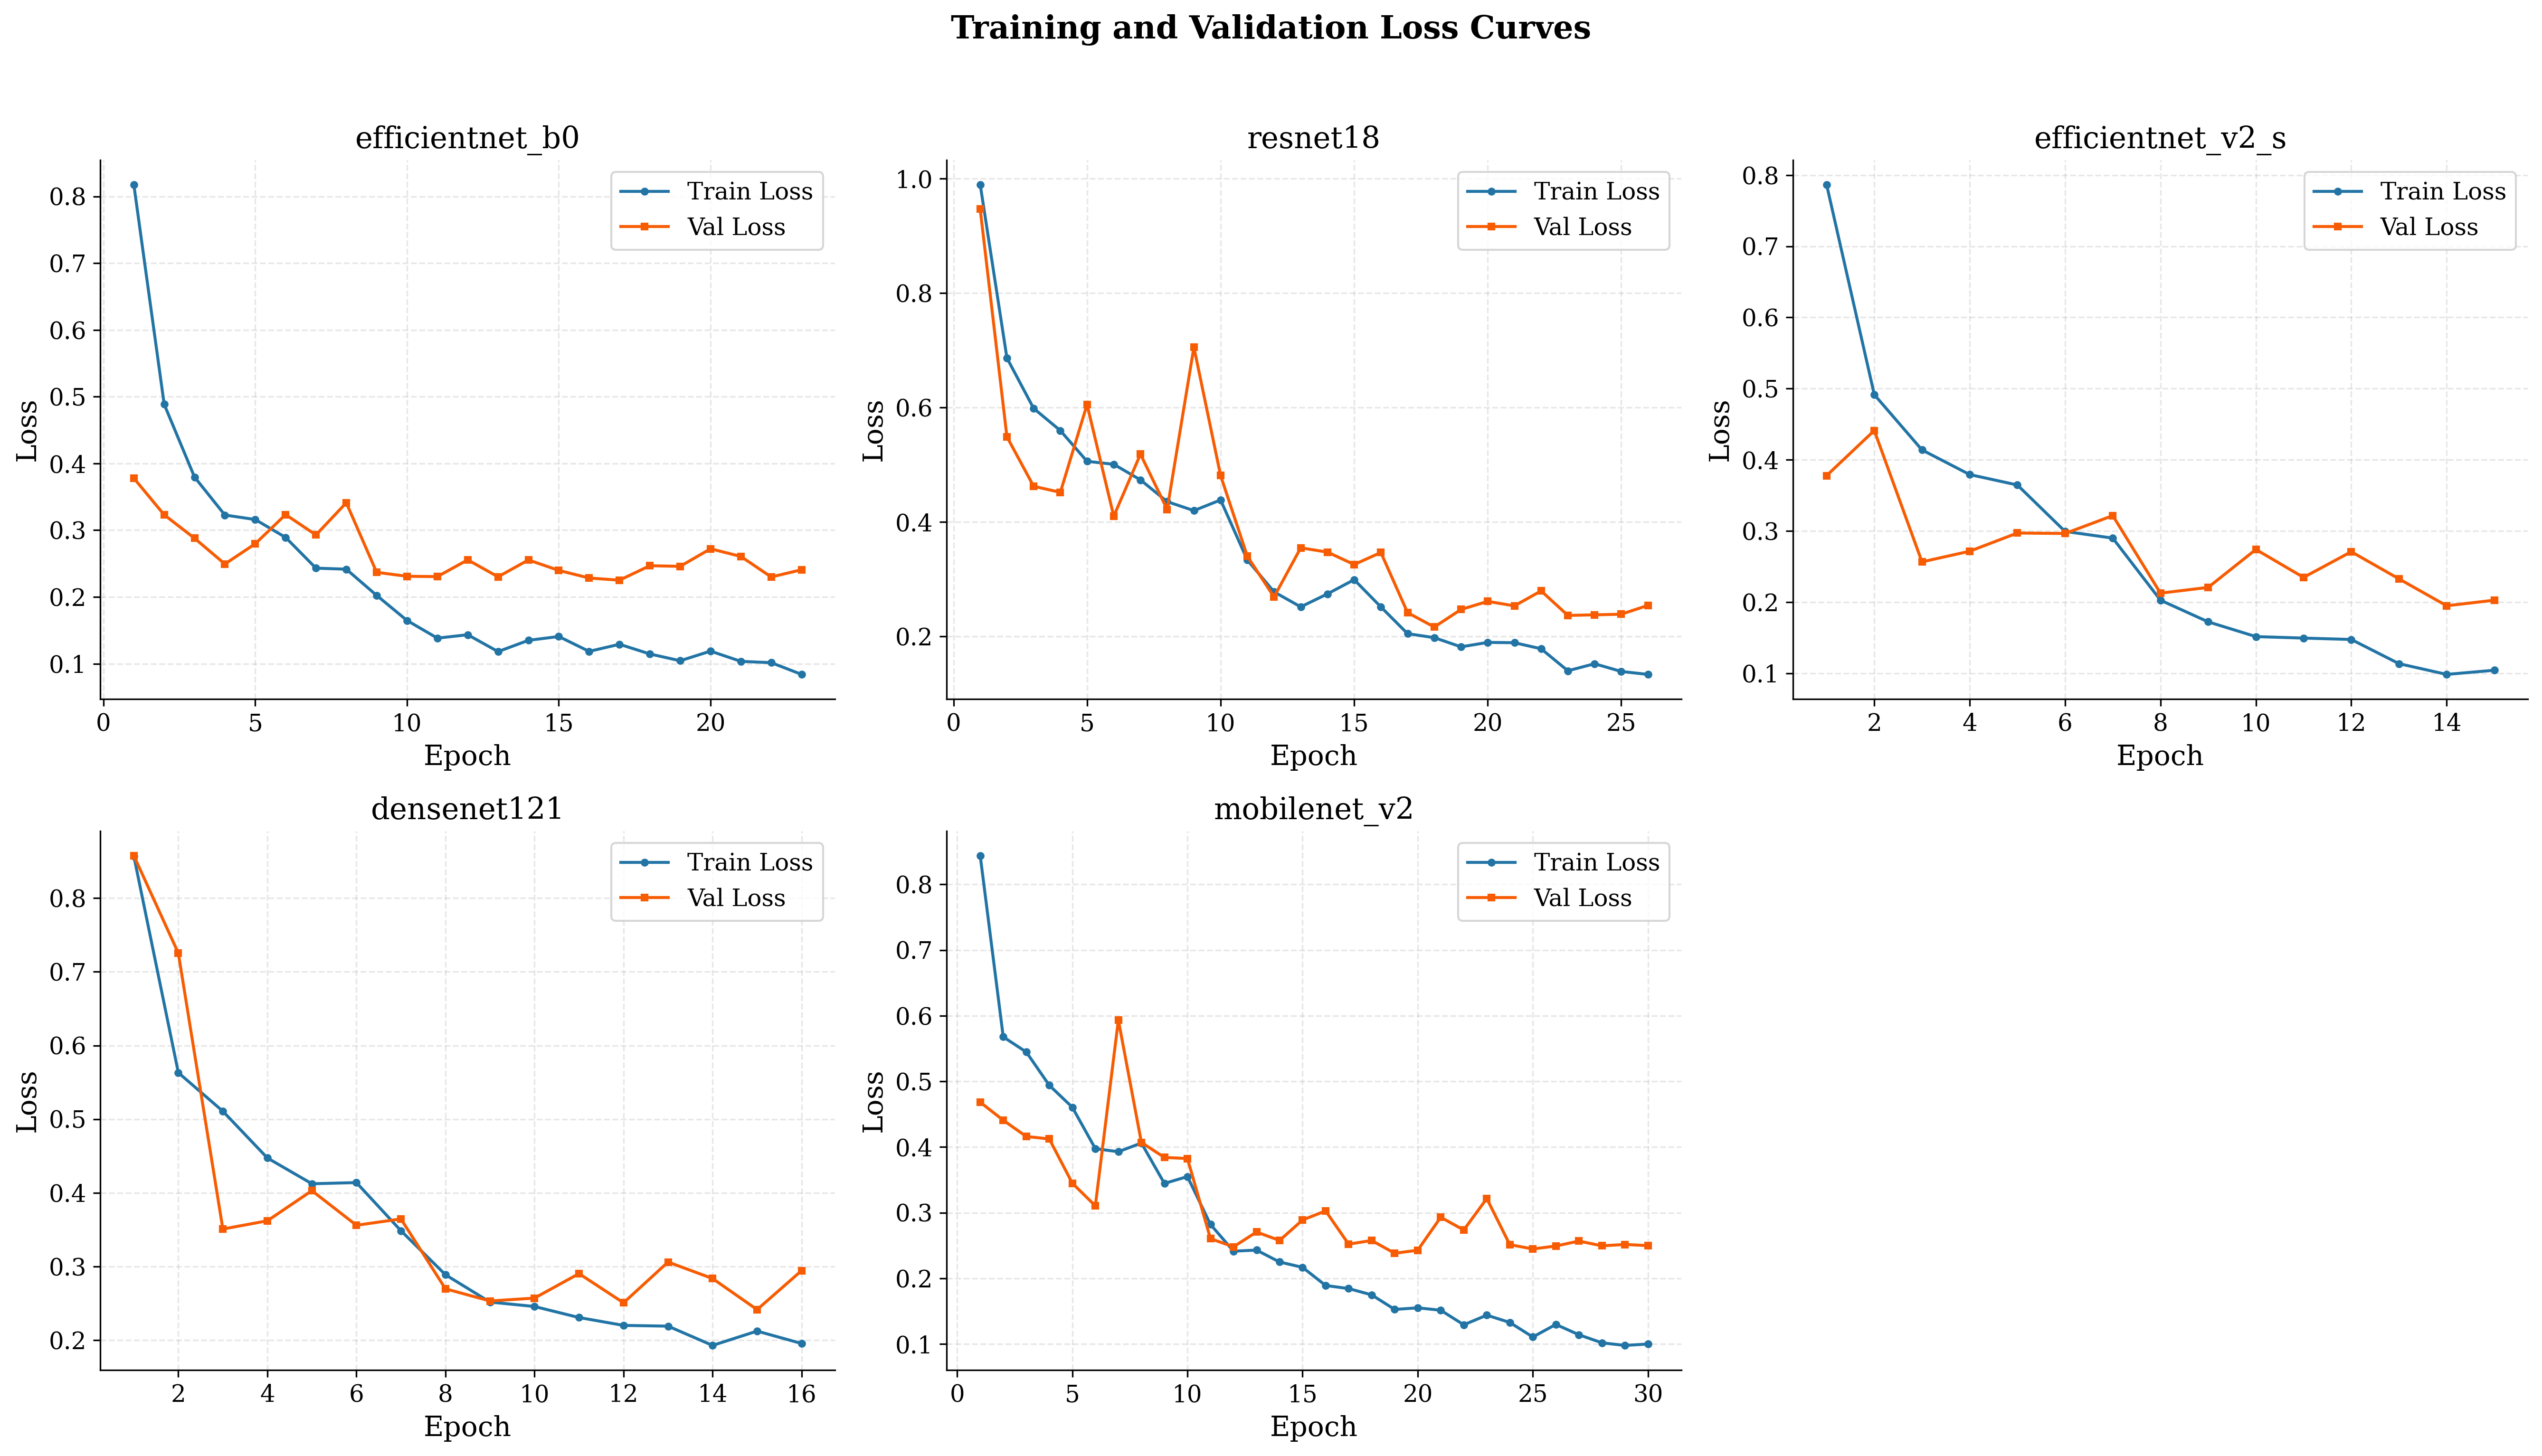 Training and Validation Loss Curves
efficientnet_b0
Train Loss
Val Loss
0.8
0.7
0.6
0.5
0.4
0.3
0.2
0.1
Loss
0 5 10 15 20
Epoch
resnet18
Train Loss
Val Loss
1.0
0.8
0.6
0.4
0.2
Loss
0 5 10 15 20 25
Epoch
efficientnet_v2_s
Train Loss
Val Loss
0.8
0.7
0.6
0.5
0.4
0.3
0.2
0.1
Loss
2 4 6 8 10 12 14
Epoch
densenet121
Train Loss
Val Loss
0.8
0.7
0.6
0.5
0.4
0.3
0.2
Loss
2 4 6 8 10 12 14 16
Epoch
mobilenet_v2
Train Loss
Val Loss
0.8
0.7
0.6
0.5
0.4
0.3
0.2
0.1
Loss
0 5 10 15 20 25 30
Epoch